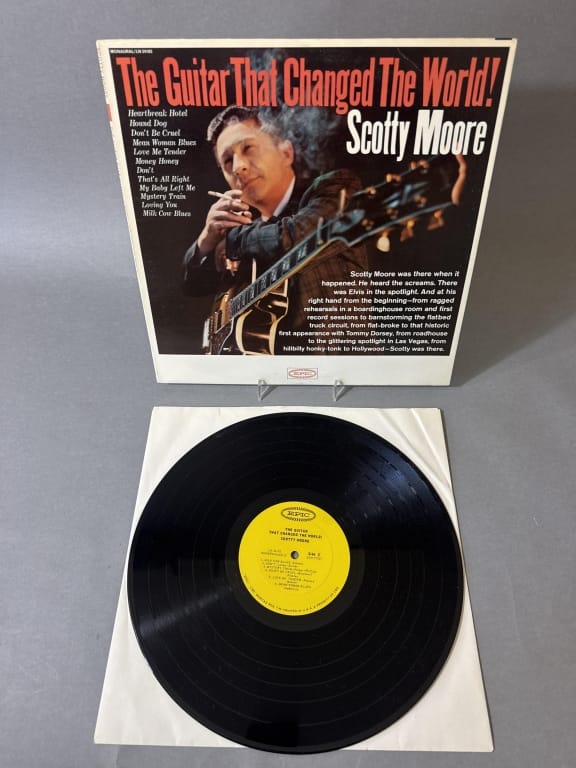 MONAURAL/LN 24103
The Guitar That Changed The World!
Scotty Moore
Heartbreak Hotel
Hound Dog
Don't Be Cruel
Mean Woman Blues
Love Me Tender
Money Honey
Don't
That's All Right
My Baby Left Me
Mystery Train
Loving You
Milk Cow Blues
Scotty Moore was there when it
happened. He heard the screams. There
was Elvis in the spotlight. And at his
right hand from the beginning—from ragged
rehearsals in a boardinghouse room and first
record sessions to barnstorming the flatbed
truck circuit, from flat-broke to that historic
first appearance with Tommy Dorsey, from roadhouse
to the glittering spotlight in Las Vegas, from
hillbilly honky-tonk to Hollywood—Scotty was there.
EPIC
EPIC
THE GUITAR
THAT CHANGED THE WORLD!
SCOTTY MOORE
Side 2